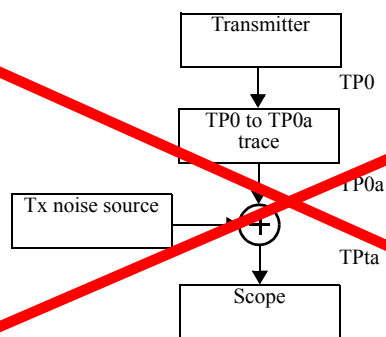 Transmitter
TP0
TP0 to TP0a
trace
TP0a
Tx noise source
+
TPta
Scope